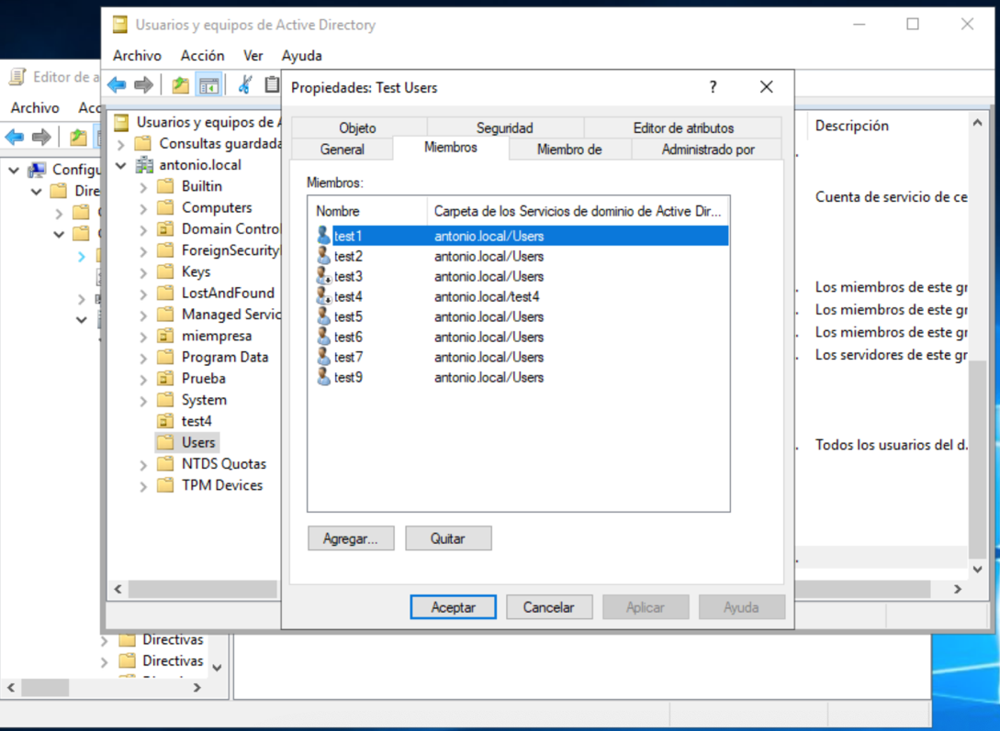 Usuarios y equipos de Active Directory
Archivo Acción Ver Ayuda
Editor de a
Archivo Acc
Configu
Dire
Directivas
Directivas
Usuarios y equipos de A
Consultas guardada
antonio.local
Builtin
Computers
Domain Control
ForeignSecurity
Keys
LostAndFound
Managed Servic
miempresa
Program Data
Prueba
System
test4
Users
NTDS Quotas
TPM Devices
Propiedades: Test Users
? 
Objeto Seguridad Editor de atributos
General Miembros Miembro de Administrado por
Miembros:
Nombre Carpeta de los Servicios de dominio de Active Dir...
test1 antonio.local/Users
test2 antonio.local/Users
test3 antonio.local/Users
test4 antonio.local/test4
test5 antonio.local/Users
test6 antonio.local/Users
test7 antonio.local/Users
test9 antonio.local/Users
Agregar... Quitar
Aceptar Cancelar Aplicar Ayuda
Descripción
Cuenta de servicio de ce
Los miembros de este gr
Los miembros de este gr
Los miembros de este gr
Los servidores de este gr
Todos los usuarios del d.